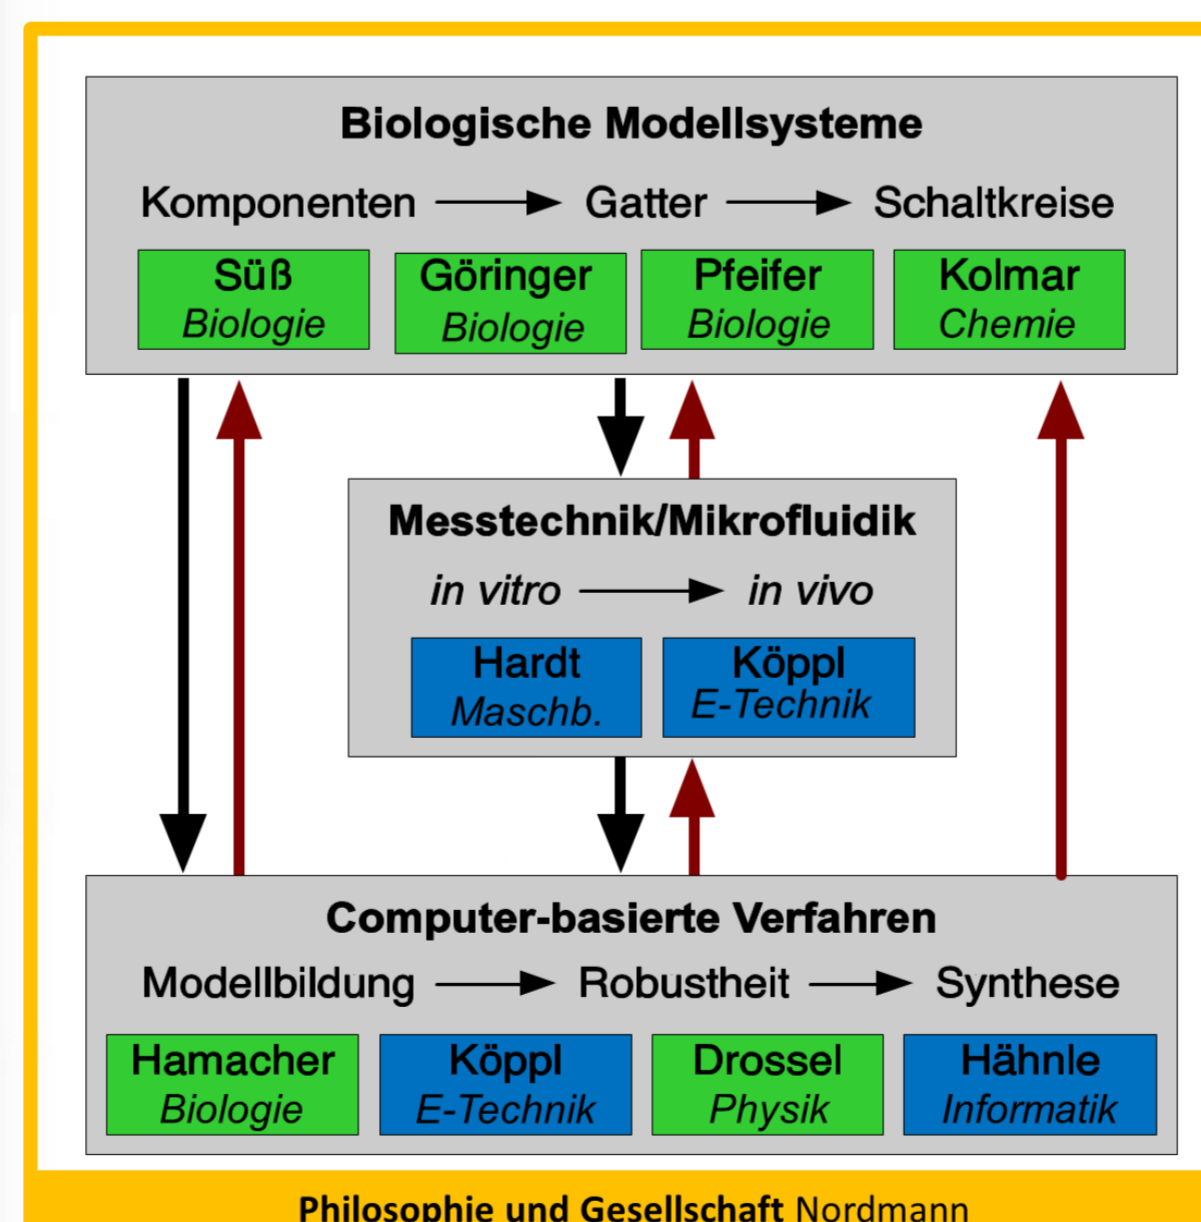 Biologische Modellsysteme
Komponenten Gatter Schaltkreise
Süß Göringer Pfeifer Kolmar
Biologie Biologie Biologie Chemie
Messtechnik/Mikrofluidik
in vitro in vivo
Hardt Köppl
Maschb. E-Technik
Computer-basierte Verfahren
Modellbildung Robustheit Synthese
Hamacher Köppl Drossel Hähnle
Biologie E-Technik Physik Informatik
Philosophie und Gesellschaft Nordmann